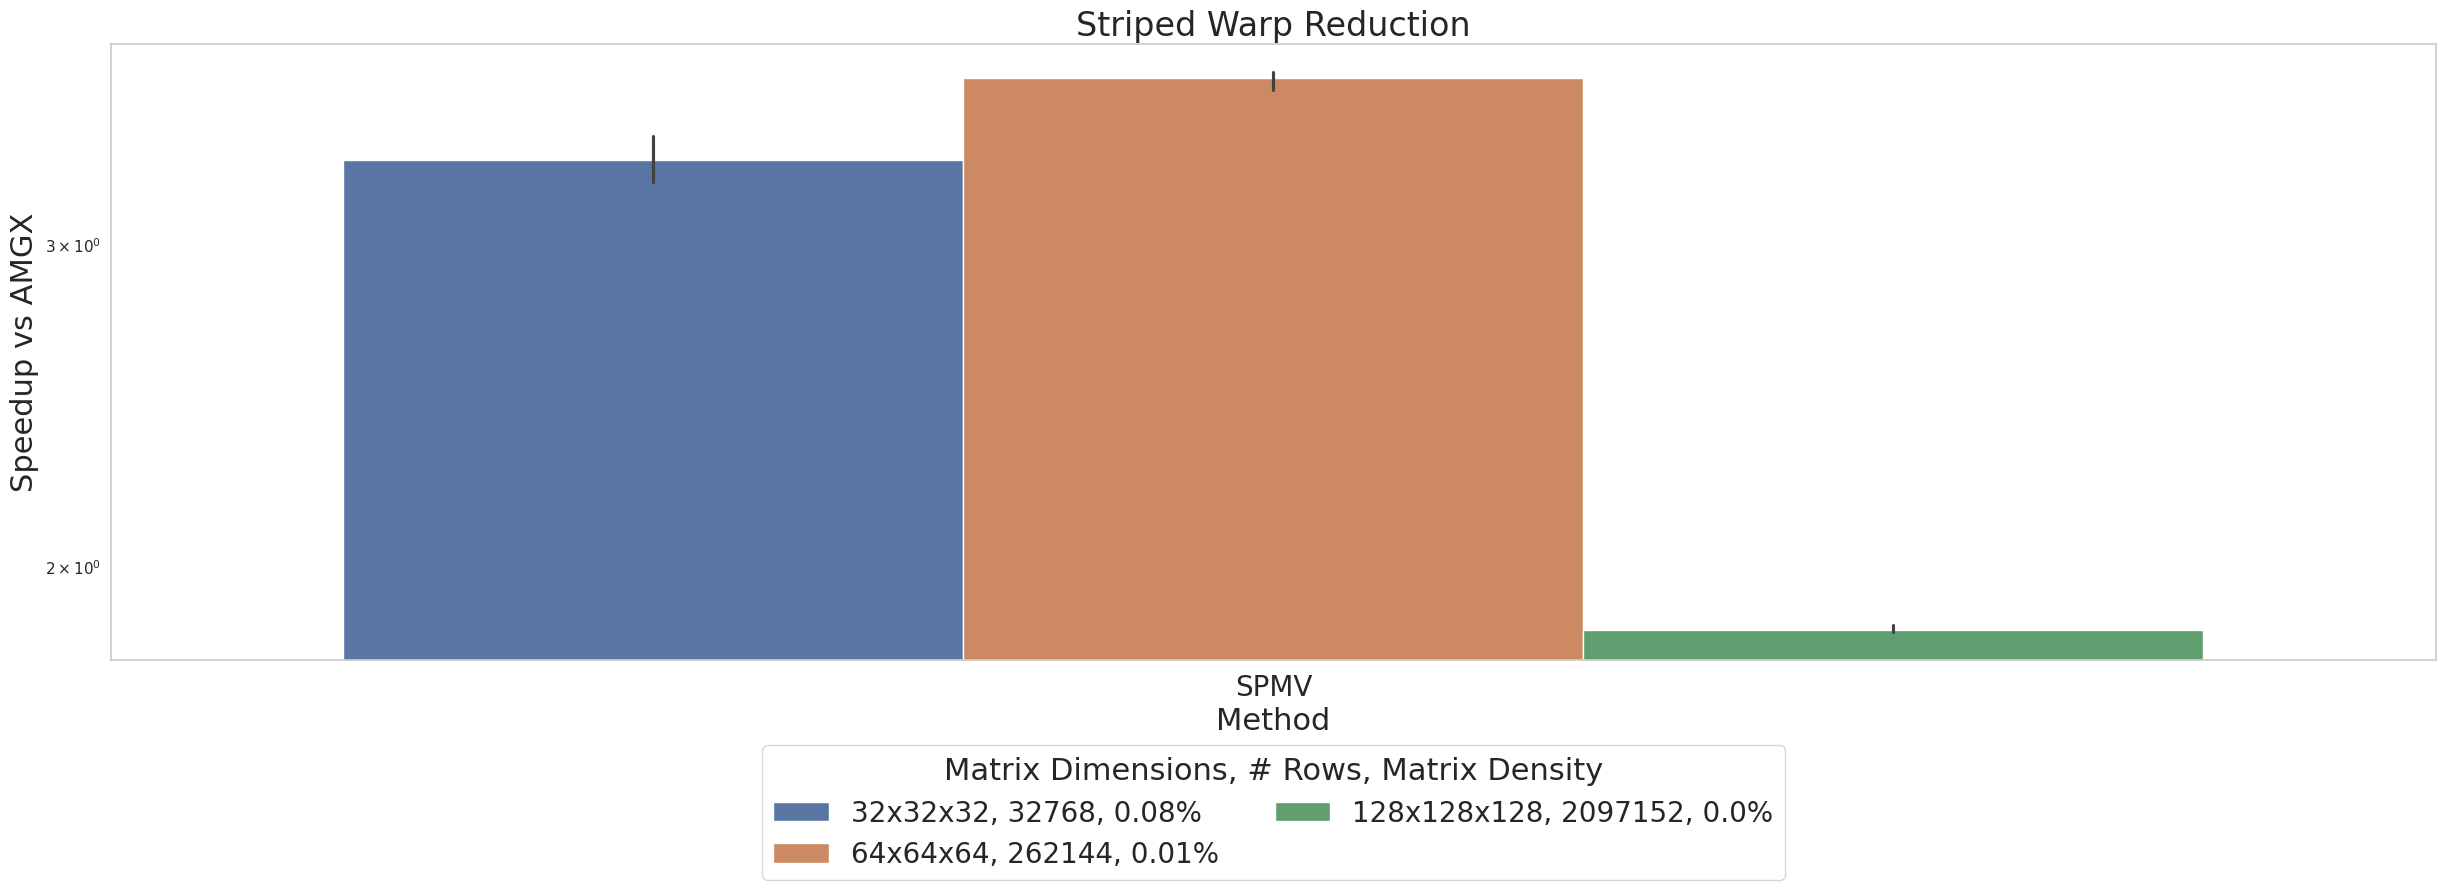 Striped Warp Reduction
Speedup vs AMGX
3 × 10⁰
2 × 10⁰
SPMV
Method
Matrix Dimensions, # Rows, Matrix Density
32x32x32, 32768, 0.08%
64x64x64, 262144, 0.01%
128x128x128, 2097152, 0.0%